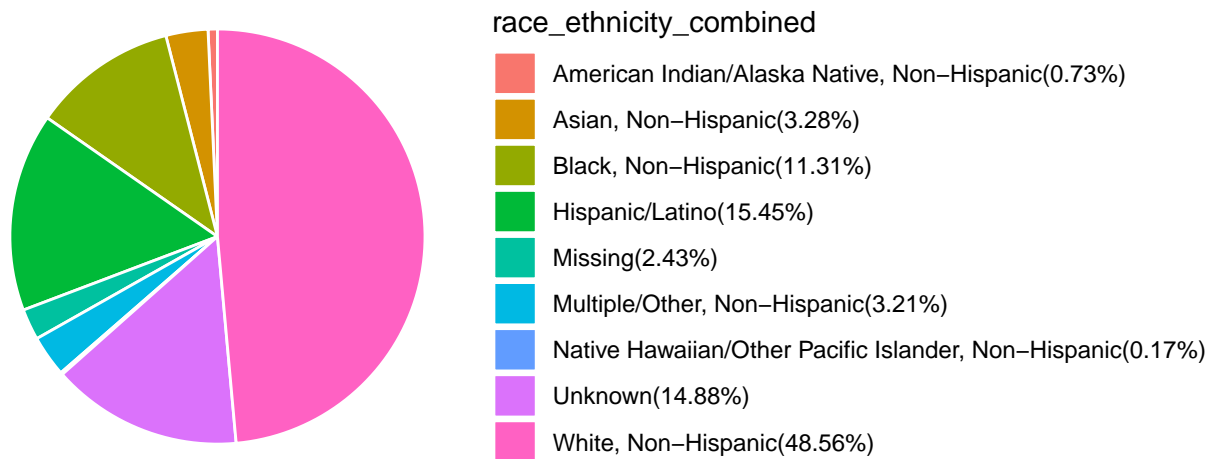 race_ethnicity_combined
American Indian/Alaska Native, Non−Hispanic(0.73%)
Asian, Non−Hispanic(3.28%)
Black, Non−Hispanic(11.31%)
Hispanic/Latino(15.45%)
Missing(2.43%)
Multiple/Other, Non−Hispanic(3.21%)
Native Hawaiian/Other Pacific Islander, Non−Hispanic(0.17%)
Unknown(14.88%)
White, Non−Hispanic(48.56%)